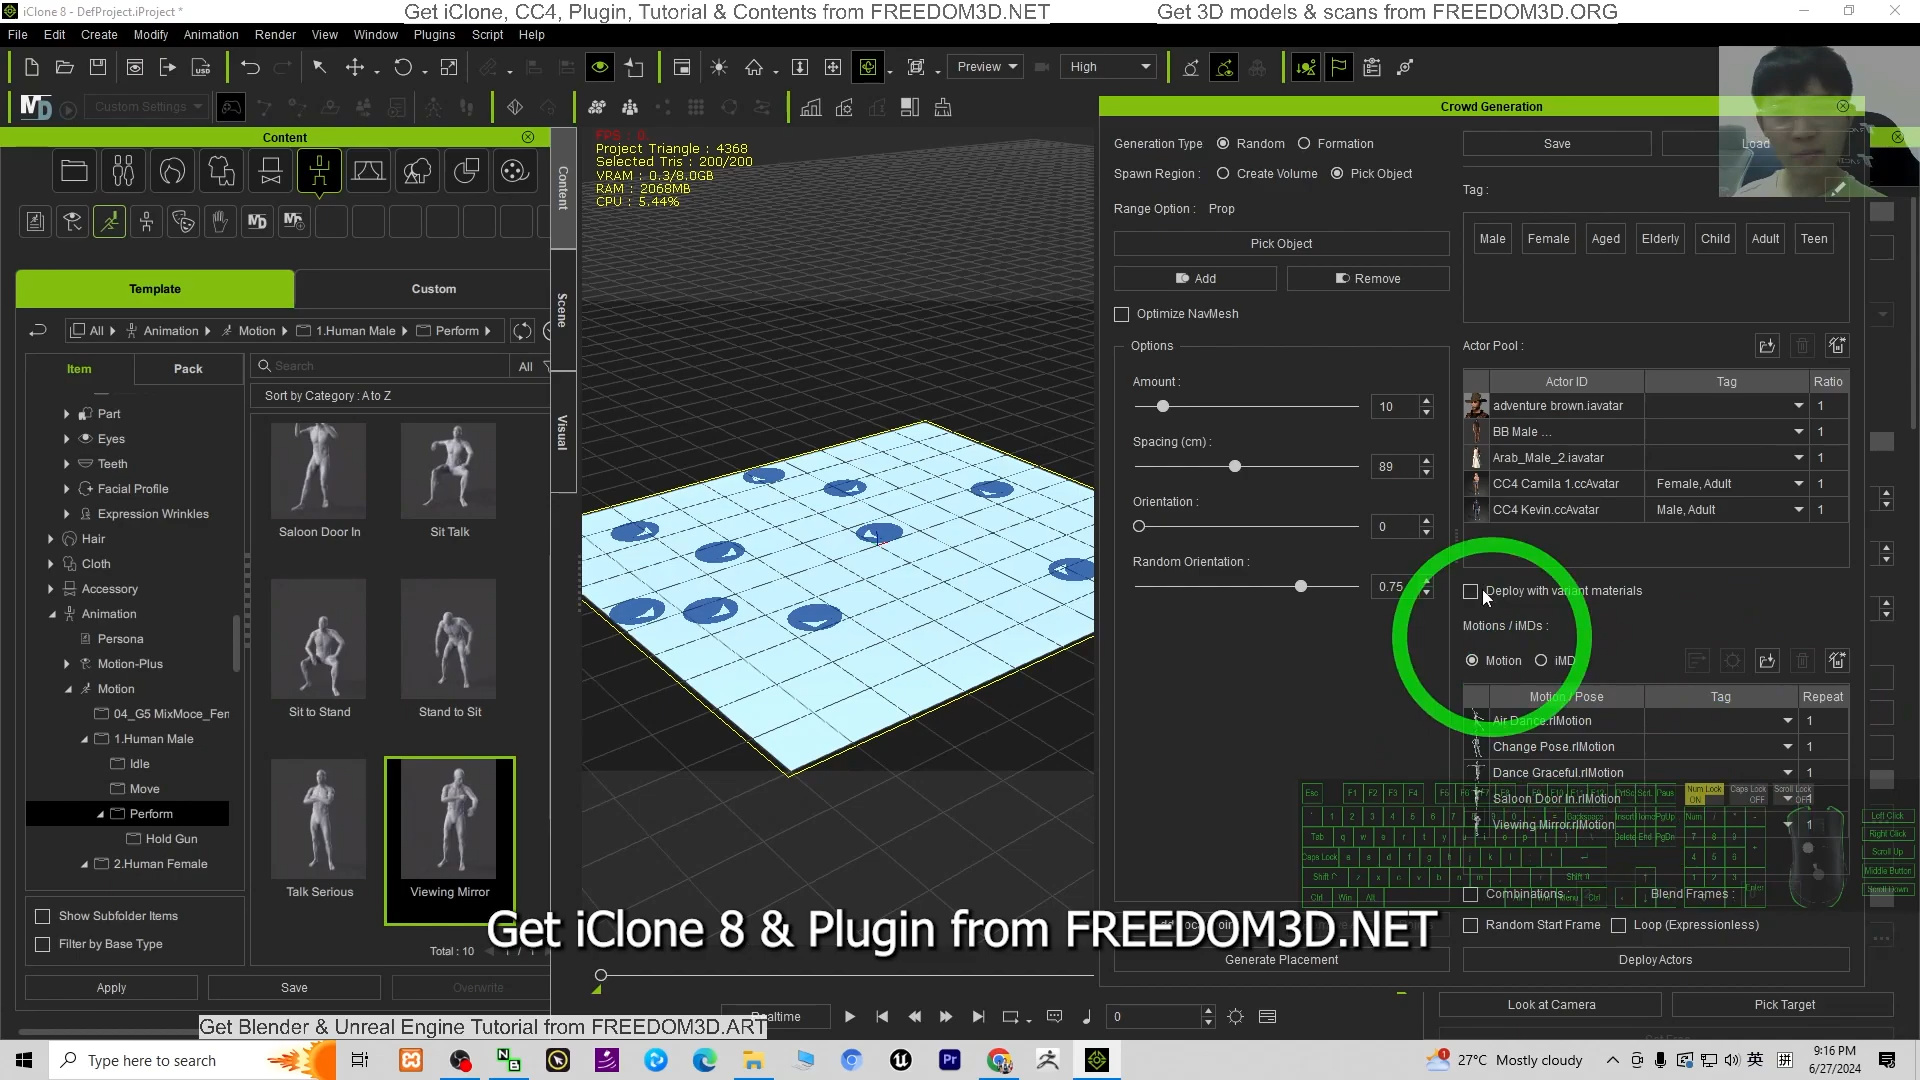 iClone 8 - DefProject.iProject *
Get iClone, CC4, Plugin, Tutorial & Contents from FREEDOM3D.NET
Get 3D models & scans from FREEDOM3D.ORG
File Edit Create Modify Animation Render View Window Plugins Script Help
Preview High
Custom Settings
Content
Template Custom
All Animation Motion 1.Human Male Perform
Item Pack
Search All
Sort by Category : A to Z
Part
Eyes
Teeth
Facial Profile
Expression Wrinkles
Hair
Cloth
Accessory
Animation
Persona
Motion-Plus
Motion
04_G5 MixMoce_Fen
1.Human Male
Idle
Move
Perform
Hold Gun
2.Human Female
Saloon Door In Sit Talk
Sit to Stand Stand to Sit
Talk Serious Viewing Mirror
Show Subfolder Items
Filter by Base Type
Total : 10
Apply Save Overwrite
Content
Scene
Visual
FPS : 0.
Project Triangle : 4368
Selected Tris : 200/200
VRAM : 0.3/8.0GB
RAM : 2068MB
CPU : 5.44%
Crowd Generation
Generation Type Random Formation
Spawn Region : Create Volume Pick Object
Range Option : Prop
Pick Object
Add Remove
Optimize NavMesh
Options
Amount :
10
Spacing (cm) :
89
Orientation :
0
Random Orientation :
0.75
Generate Placement
Save Load
Tag :
Male Female Aged Elderly Child Adult Teen
Actor Pool :
Actor ID Tag Ratio
adventure brown.iavatar 1
BB Male ... 1
Arab_Male_2.iavatar 1
CC4 Camila 1.ccAvatar Female, Adult 1
CC4 Kevin.ccAvatar Male, Adult 1
Deploy with variant materials
Motions / iMDs :
Motion iMD
Motion / Pose Tag Repeat
Air Dance.rlMotion 1
Change Pose.rlMotion 1
Dance Graceful.rlMotion 1
Saloon Door In.rlMotion 1
Viewing Mirror.rlMotion 1
Combinations Blend Frames :
Random Start Frame Loop (Expressionless)
Deploy Actors
Look at Camera Pick Target
Get iClone 8 & Plugin from FREEDOM3D.NET
Realtime 0
Get Blender & Unreal Engine Tutorial from FREEDOM3D.ART
Type here to search
27°C Mostly cloudy
英 拼
9:16 PM
6/27/2024